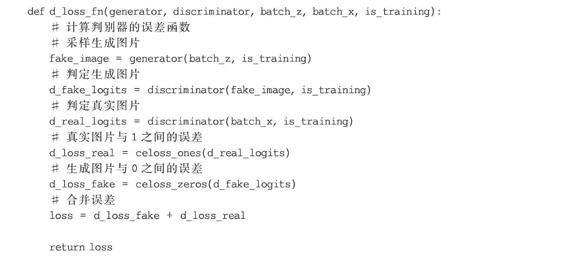 def d_loss_fn(generator, discriminator, batch_z, batch_x, is_training):
# 计算判别器的误差函数
# 采样生成图片
fake_image = generator(batch_z, is_training)
# 判定生成图片
d_fake_logits = discriminator(fake_image, is_training)
# 判定真实图片
d_real_logits = discriminator(batch_x, is_training)
# 真实图片与 1 之间的误差
d_loss_real = celoss_ones(d_real_logits)
# 生成图片与 0 之间的误差
d_loss_fake = celoss_zeros(d_fake_logits)
# 合并误差
loss = d_loss_fake + d_loss_real
return loss